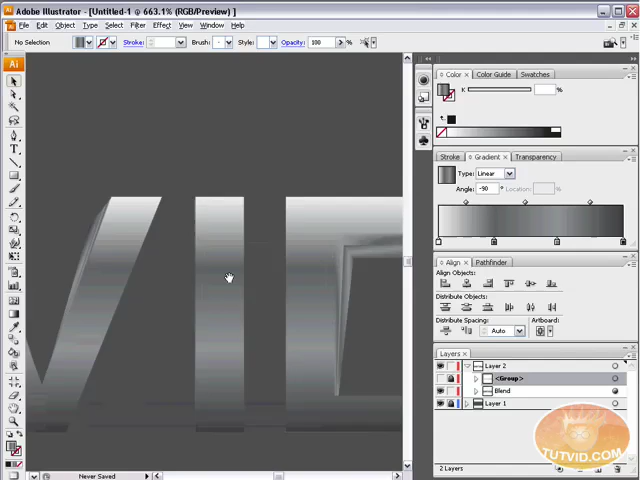 Adobe Illustrator - [Untitled-1 @ 663.1% (RGB/Preview)]
File Edit Object Type Select Filter Effect View Window Help
No Selection Stroke: Brush: Style: Opacity: 100 %
Ai
Color Color Guide Swatches
K %
Stroke Gradient Transparency
Type: Linear
Angle: -90 ° Location: %
Align Pathfinder
Align Objects:
Distribute Objects:
Distribute Spacing: Artboard:
Auto
Layers
Layer 2
<Group>
Blend
Layer 1
2 Layers
TUTVID.COM
Never Saved